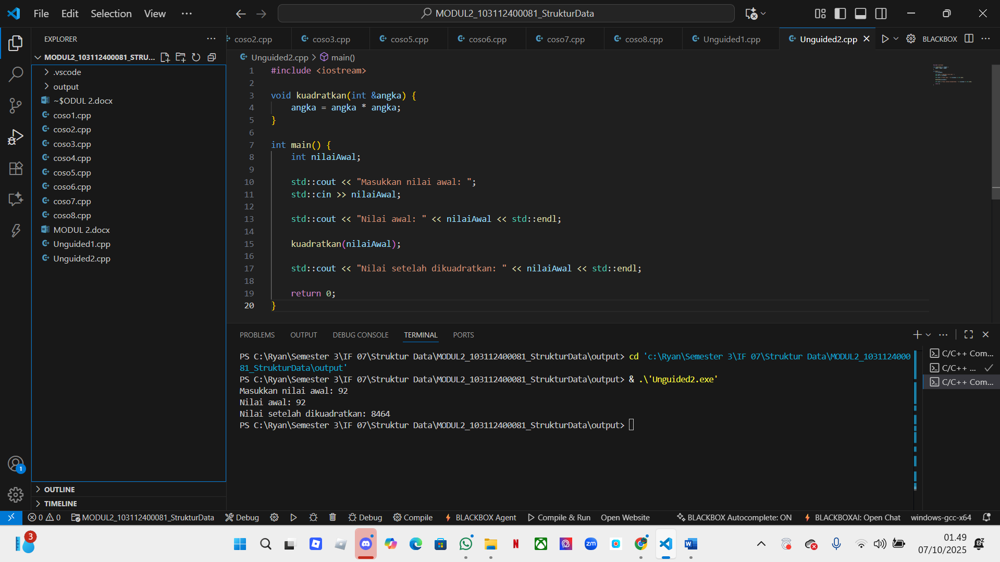 File Edit Selection View
MODUL2_103112400081_StrukturData
EXPLORER
MODUL2_103112400081_STRU...
.vscode
output
~$ODUL 2.docx
coso1.cpp
coso2.cpp
coso3.cpp
coso4.cpp
coso5.cpp
coso6.cpp
coso7.cpp
coso8.cpp
MODUL 2.docx
Unguided1.cpp
Unguided2.cpp
OUTLINE
TIMELINE
1
coso2.cpp coso3.cpp coso5.cpp coso6.cpp coso7.cpp coso8.cpp Unguided1.cpp Unguided2.cpp BLACKBOX
Unguided2.cpp > main()
1 #include <iostream>
2
3 void kuadratkan(int &angka) {
4 angka = angka * angka;
5 }
6
7 int main() {
8 int nilaiAwal;
9
10 std::cout << "Masukkan nilai awal: ";
11 std::cin >> nilaiAwal;
12
13 std::cout << "Nilai awal: " << nilaiAwal << std::endl;
14
15 kuadratkan(nilaiAwal);
16
17 std::cout << "Nilai setelah dikuadratkan: " << nilaiAwal << std::endl;
18
19 return 0;
20 }
PROBLEMS OUTPUT DEBUG CONSOLE TERMINAL PORTS
PS C:\Ryan\Semester 3\IF 07\Struktur Data\MODUL2_103112400081_StrukturData\output> cd 'c:\Ryan\Semester 3\IF 07\Struktur Data\MODUL2_1031124000
81_StrukturData\output'
PS C:\Ryan\Semester 3\IF 07\Struktur Data\MODUL2_103112400081_StrukturData\output> & .\'Unguided2.exe'
Masukkan nilai awal: 92
Nilai awal: 92
Nilai setelah dikuadratkan: 8464
PS C:\Ryan\Semester 3\IF 07\Struktur Data\MODUL2_103112400081_StrukturData\output>
C/C++ Com...
C/C++ ...
C/C++ Com...
0 0 MODUL2_103112400081_StrukturData Debug Debug Compile BLACKBOX Agent Compile & Run Open Website BLACKBOX Autocomplete: ON BLACKBOXAI: Open Chat windows-gcc-x64
3
zm
01.49
07/10/2025